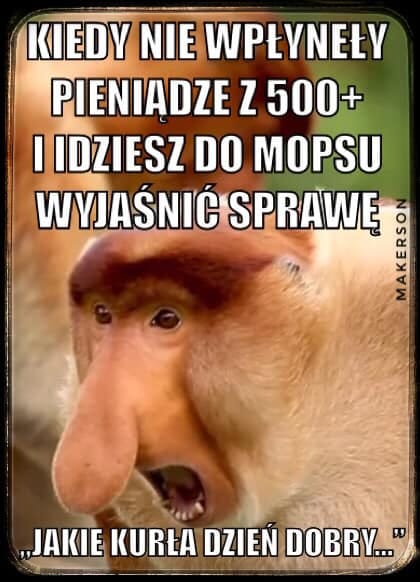 KIEDY NIE WPŁYNEŁY
PIENIĄDZE Z 500+
I IDZIESZ DO MOPSU
WYJAŚNIĆ SPRAWĘ
MAKERSON
„JAKIE KURŁA DZIEŃ DOBRY..."